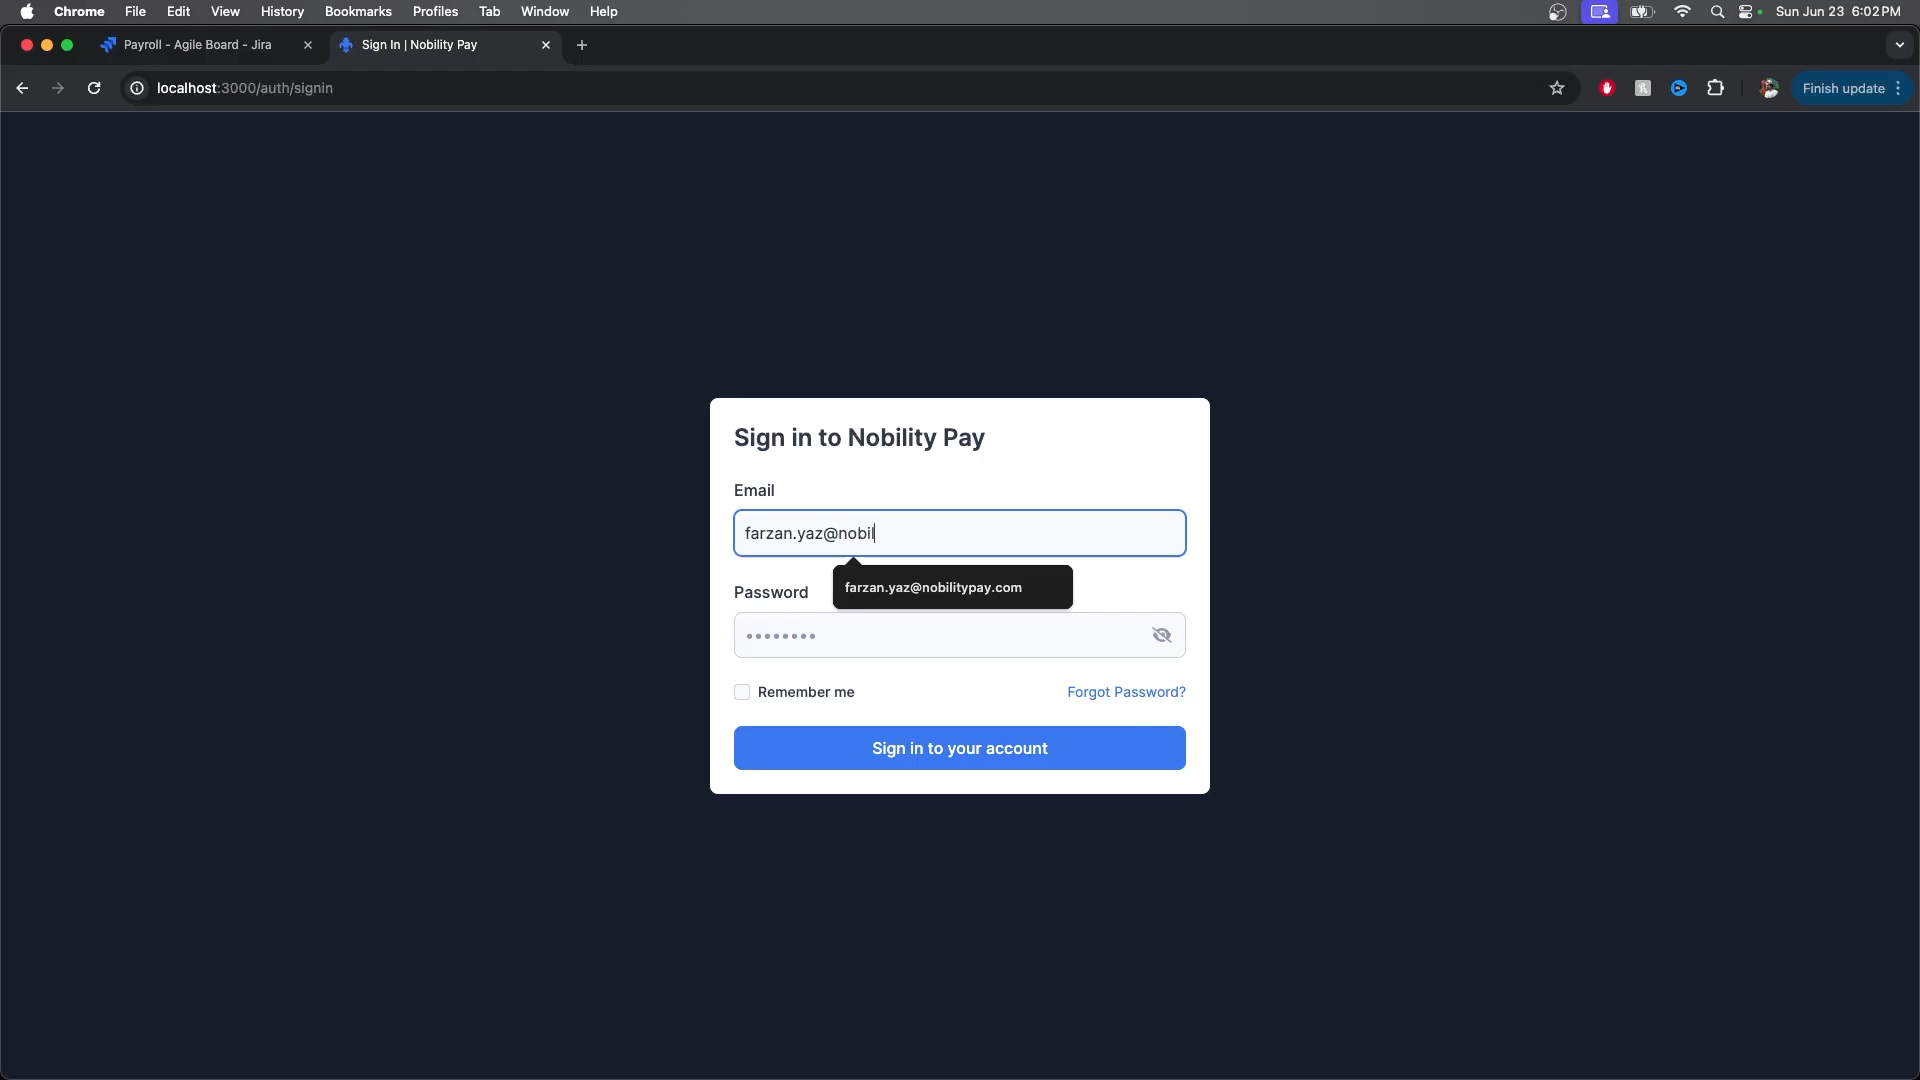 Chrome File Edit View History Bookmarks Profiles Tab Window Help Sun Jun 23 6:02 PM
Payroll - Agile Board - Jira Sign In | Nobility Pay
localhost:3000/auth/signin Finish update
Sign in to Nobility Pay
Email
farzan.yaz@nobil
farzan.yaz@nobilitypay.com
Password
Remember me Forgot Password?
Sign in to your account